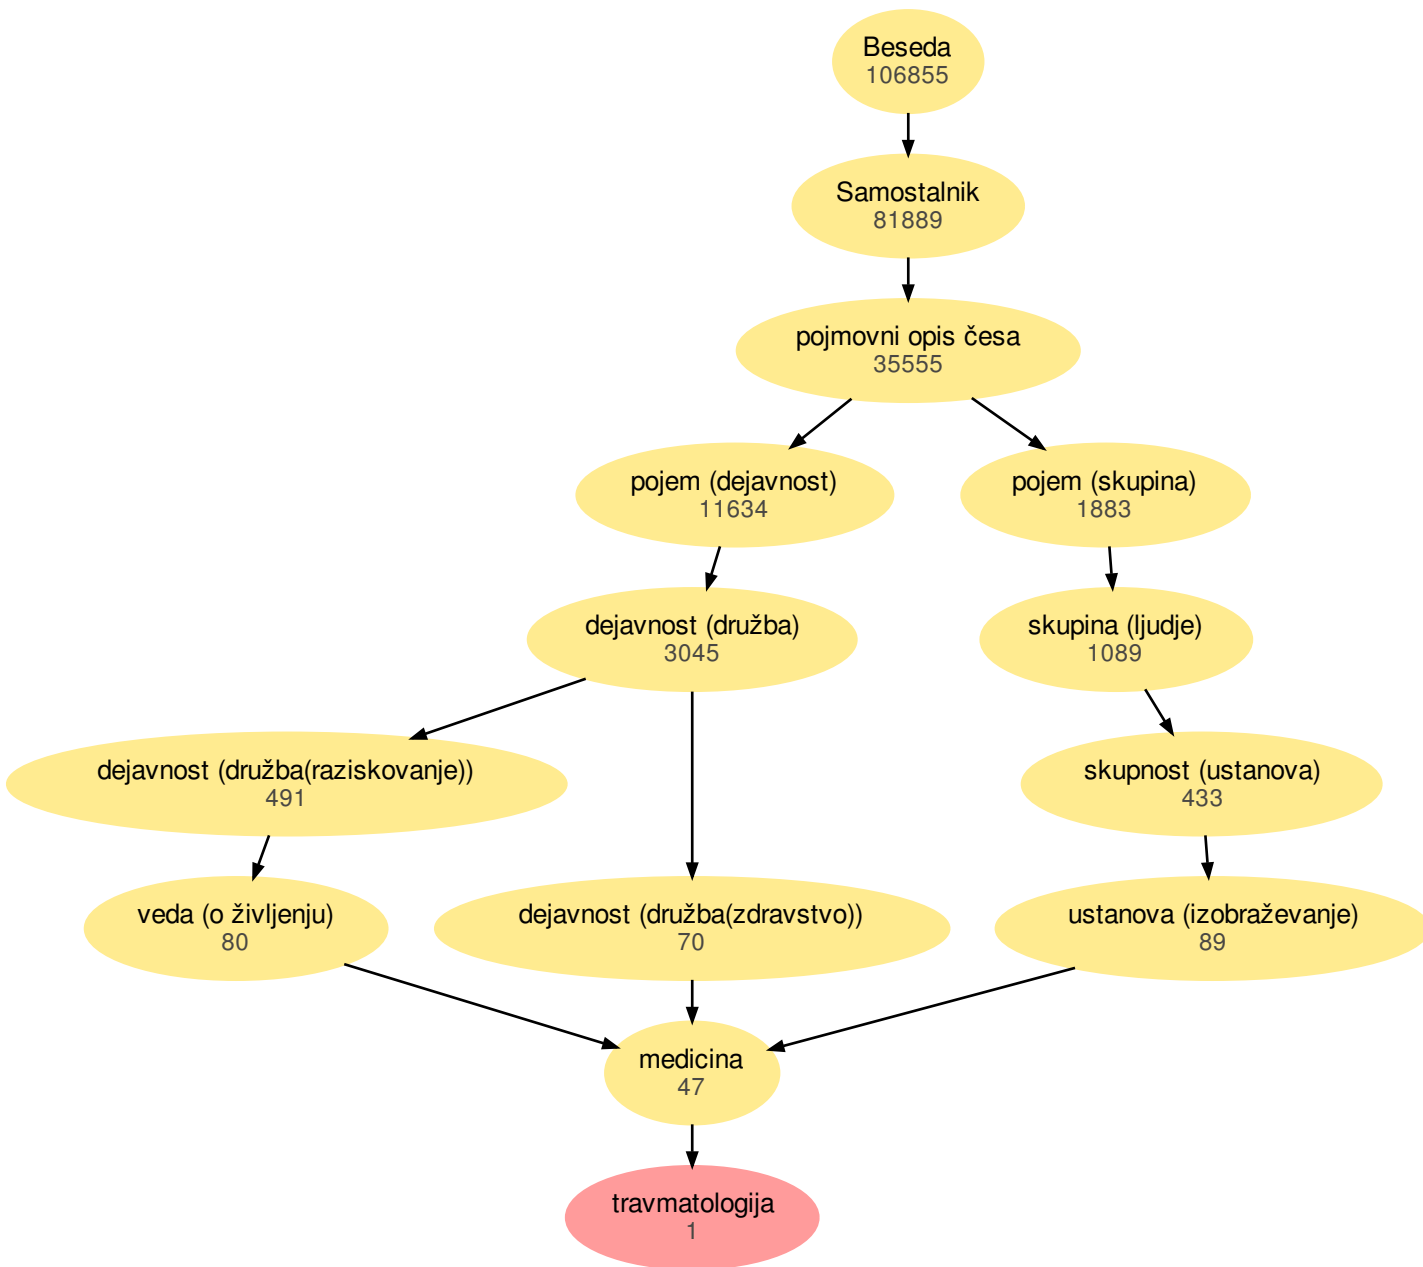 Beseda
106855
Samostalnik
81889
pojmovni opis česa
35555
pojem (dejavnost)
11634
pojem (skupina)
1883
dejavnost (družba)
3045
skupina (ljudje)
1089
dejavnost (družba(raziskovanje))
491
skupnost (ustanova)
433
veda (o življenju)
80
dejavnost (družba(zdravstvo))
70
ustanova (izobraževanje)
89
medicina
47
travmatologija
1